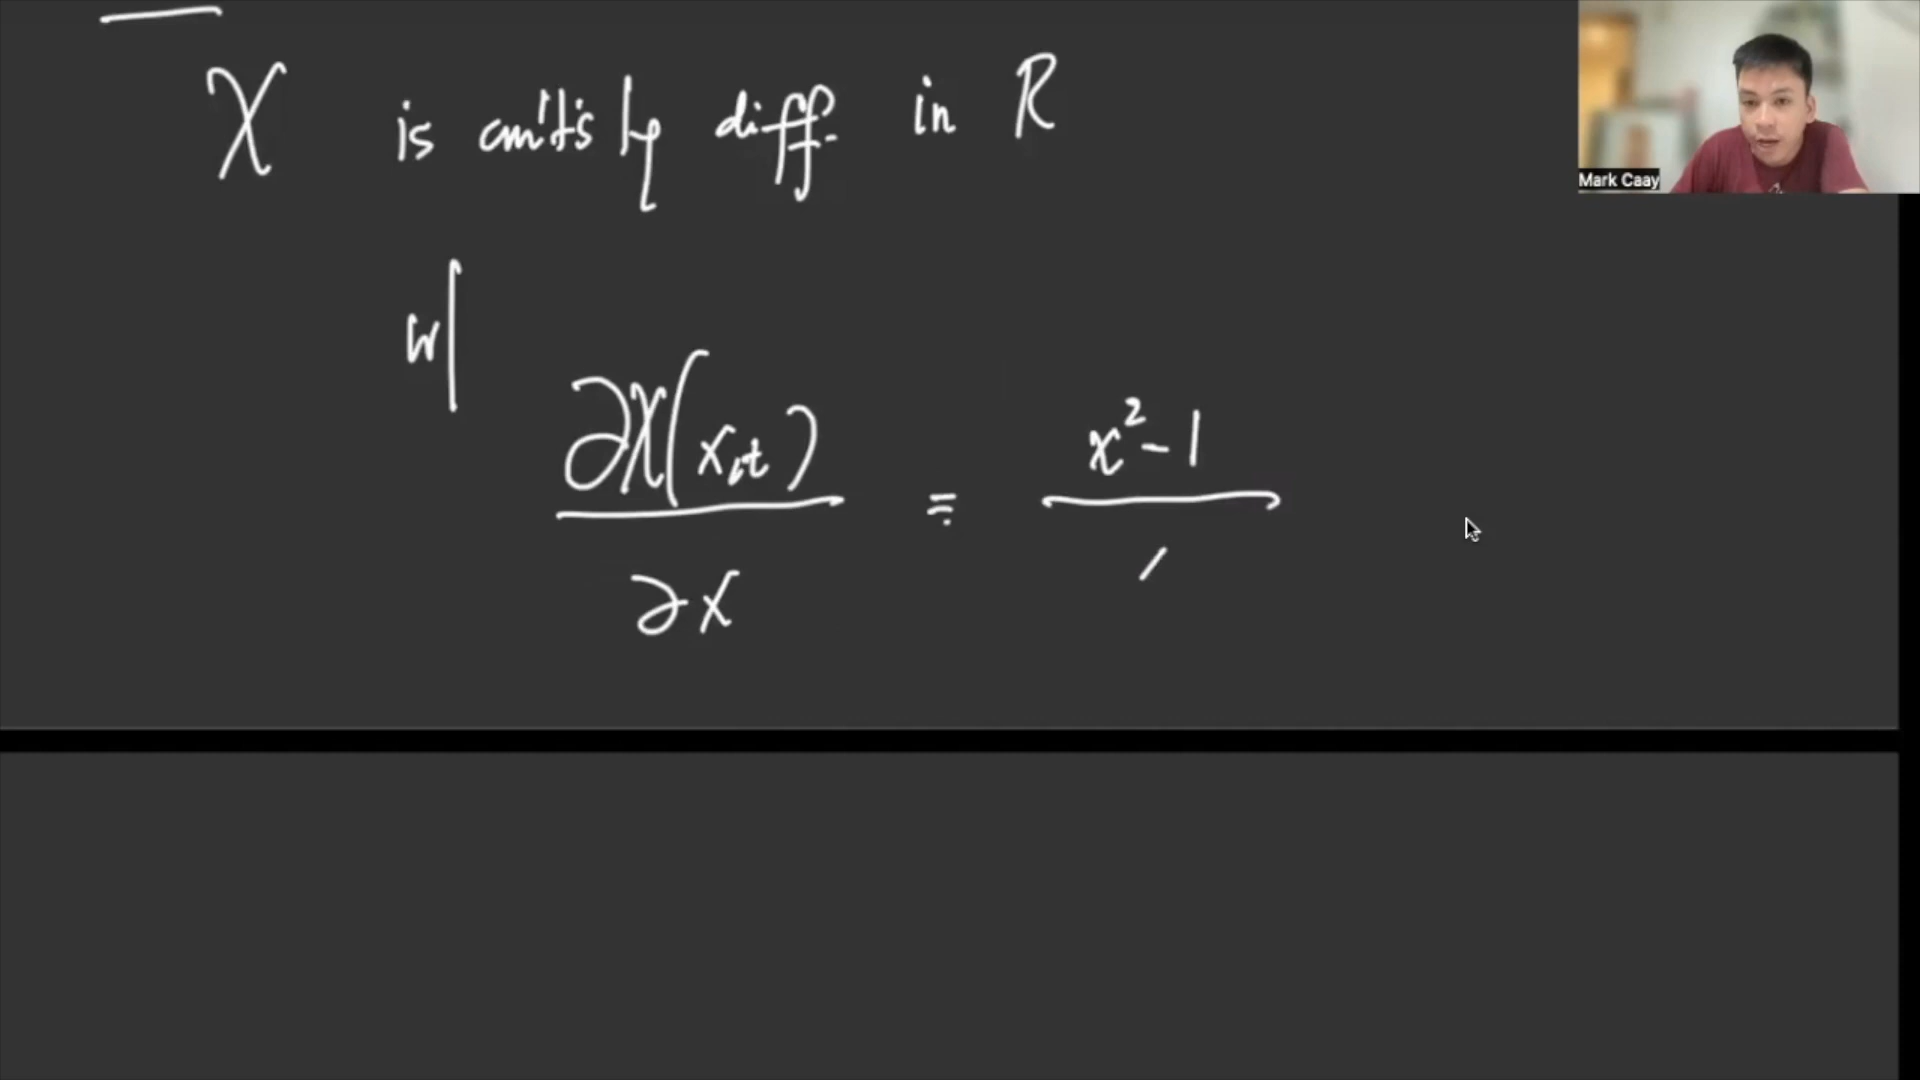 X is cnt'sly diff. in R
Mark Caay
w/
∂X(x,t) / ∂x = x² - 1 /